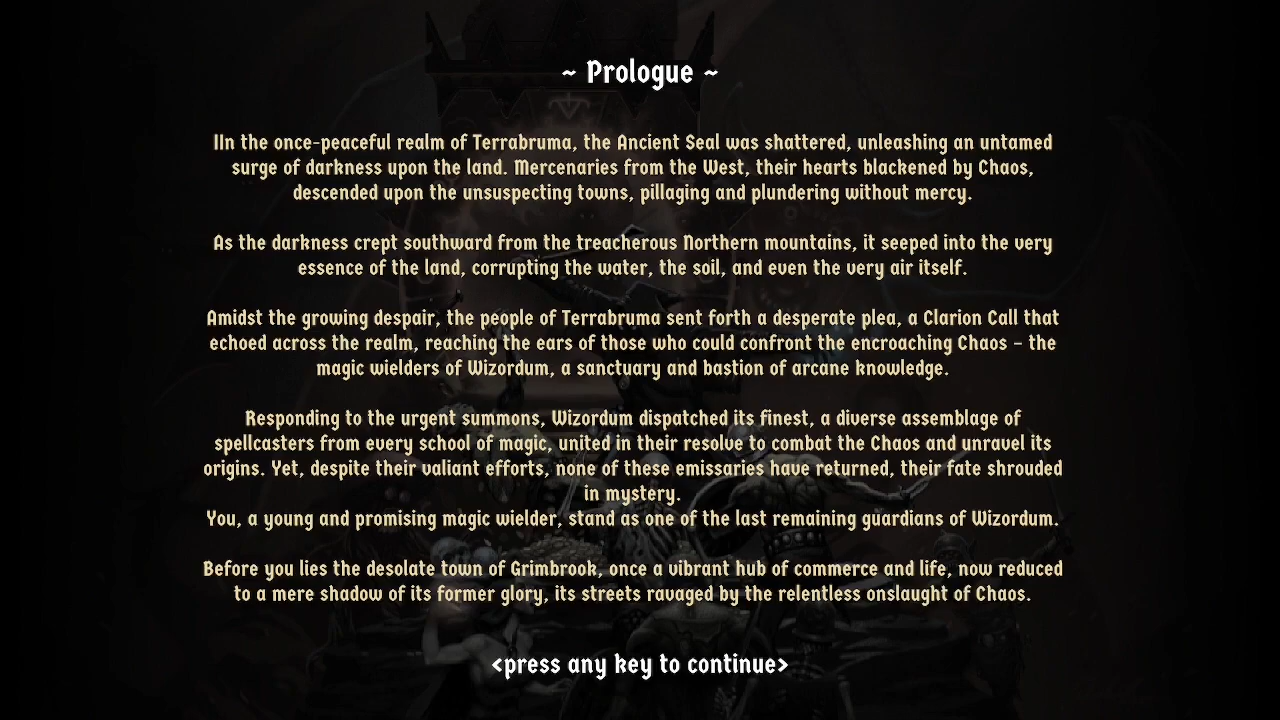 ~ Prologue ~
IIn the once-peaceful realm of Terrabruma, the Ancient Seal was shattered, unleashing an untamed
surge of darkness upon the land. Mercenaries from the West, their hearts blackened by Chaos,
descended upon the unsuspecting towns, pillaging and plundering without mercy.
As the darkness crept southward from the treacherous Northern mountains, it seeped into the very
essence of the land, corrupting the water, the soil, and even the very air itself.
Amidst the growing despair, the people of Terrabruma sent forth a desperate plea, a Clarion Call that
echoed across the realm, reaching the ears of those who could confront the encroaching Chaos – the
magic wielders of Wizordum, a sanctuary and bastion of arcane knowledge.
Responding to the urgent summons, Wizordum dispatched its finest, a diverse assemblage of
spellcasters from every school of magic, united in their resolve to combat the Chaos and unravel its
origins. Yet, despite their valiant efforts, none of these emissaries have returned, their fate shrouded
in mystery.
You, a young and promising magic wielder, stand as one of the last remaining guardians of Wizordum.
Before you lies the desolate town of Grimbrook, once a vibrant hub of commerce and life, now reduced
to a mere shadow of its former glory, its streets ravaged by the relentless onslaught of Chaos.
<press any key to continue>